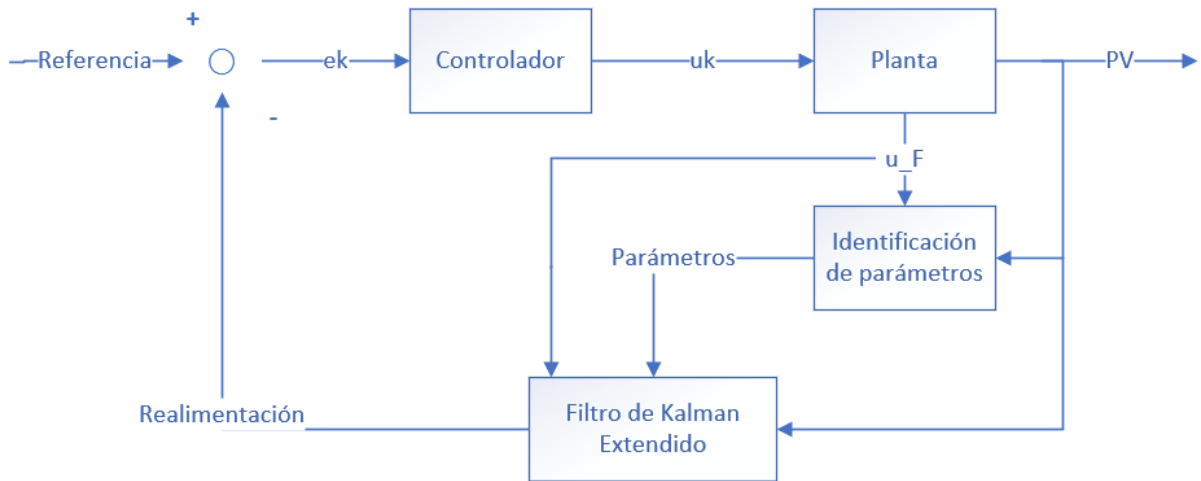 +
Referencia
ek
Controlador
uk
Planta
PV
-
u_F
Identificación
de parámetros
Parámetros
Filtro de Kalman
Extendido
Realimentación